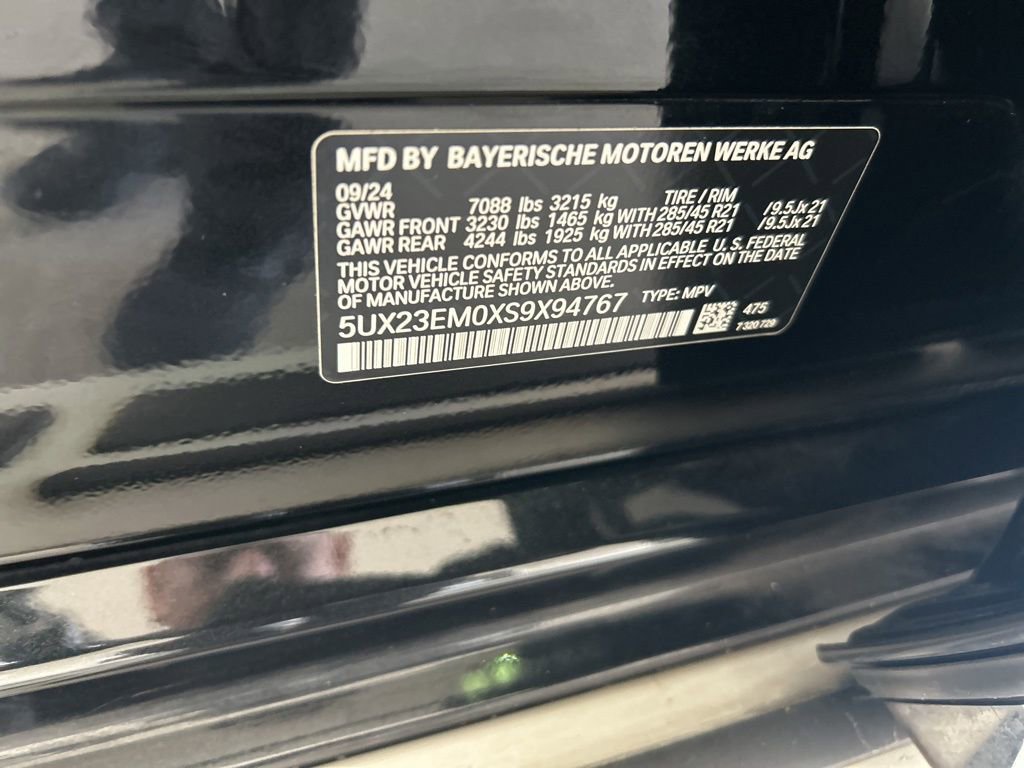 MFD BY BAYERISCHE MOTOREN WERKE AG
09/24 TIRE / RIM
GVWR 7088 lbs 3215 kg
GAWR FRONT 3230 lbs 1465 kg WITH 285/45 R21 /9.5Jx21
GAWR REAR 4244 lbs 1925 kg WITH 285/45 R21 /9.5Jx21
THIS VEHICLE CONFORMS TO ALL APPLICABLE U.S. FEDERAL
MOTOR VEHICLE SAFETY STANDARDS IN EFFECT ON THE DATE
OF MANUFACTURE SHOWN ABOVE.
5UX23EM0XS9X94767 TYPE: MPV
475
7320729